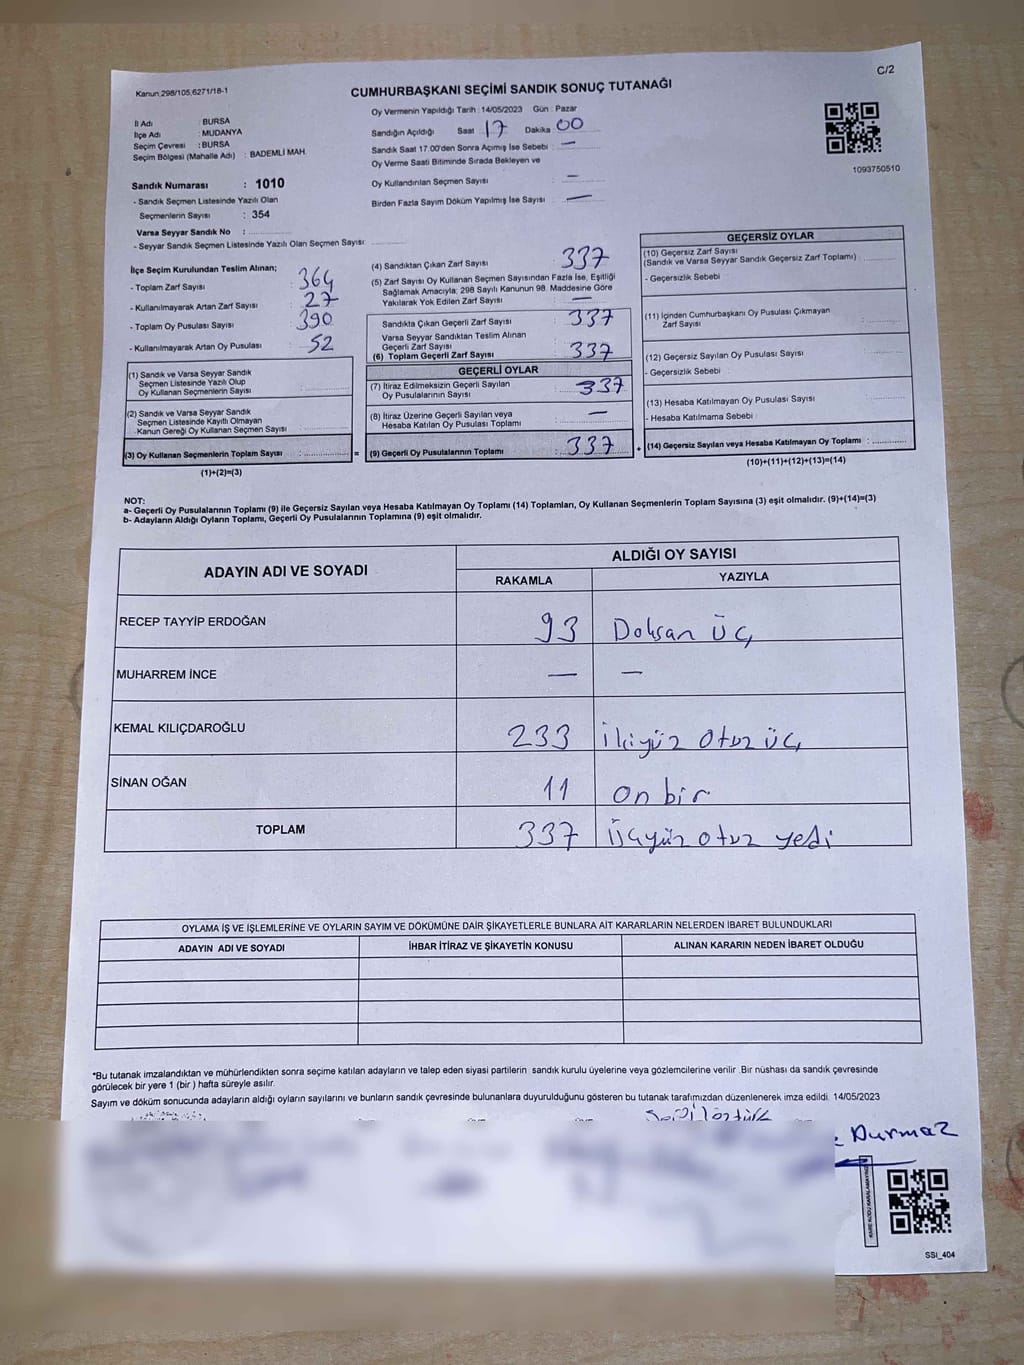 Kanun:298/105,6271/18-1
CUMHURBAŞKANI SEÇİMİ SANDIK SONUÇ TUTANAĞI
C/2
İl Adı : BURSA
İlçe Adı : MUDANYA
Seçim Çevresi : BURSA
Seçim Bölgesi (Mahalle Adı) : BADEMLİ MAH.
Sandık Numarası : 1010
- Sandık Seçmen Listesinde Yazılı Olan
Seçmenlerin Sayısı : 354
Varsa Seyyar Sandık No :
- Seyyar Sandık Seçmen Listesinde Yazılı Olan Seçmen Sayısı:
Oy Vermenin Yapıldığı Tarih : 14/05/2023 Gün : Pazar
Sandığın Açıldığı Saat 17 Dakika 00
Sandık Saat 17:00'den Sonra Açımış İse Sebebi : —
Oy Verme Saati Bitiminde Sırada Bekleyen ve
Oy Kullandırılan Seçmen Sayısı —
Birden Fazla Sayım Döküm Yapılmış İse Sayısı —
1093750510
İlçe Seçim Kurulundan Teslim Alınan;
- Toplam Zarf Sayısı : 364
- Kullanılmayarak Artan Zarf Sayısı : 27
- Toplam Oy Pusulası Sayısı : 390
- Kullanılmayarak Artan Oy Pusulası : 52
(1) Sandık ve Varsa Seyyar Sandık
Seçmen Listesinde Yazılı Olup
Oy Kullanan Seçmenlerin Sayısı
(2) Sandık ve Varsa Seyyar Sandık
Seçmen Listesinde Kayıtlı Olmayan
Kanun Gereği Oy Kullanan Seçmen Sayısı
(3) Oy Kullanan Seçmenlerin Toplam Sayısı : =
(1)+(2)=(3)
(4) Sandıktan Çıkan Zarf Sayısı : 337
(5) Zarf Sayısı Oy Kullanan Seçmen Sayısından Fazla İse, Eşitliği
Sağlamak Amacıyla; 298 Sayılı Kanunun 98. Maddesine Göre
Yakılarak Yok Edilen Zarf Sayısı : —
Sandıkta Çıkan Geçerli Zarf Sayısı : 337
Varsa Seyyar Sandıktan Teslim Alınan
Geçerli Zarf Sayısı
(6) Toplam Geçerli Zarf Sayısı : 337
GEÇERLİ OYLAR
(7) İtiraz Edilmeksizin Geçerli Sayılan
Oy Pusulalarının Sayısı : 337
(8) İtiraz Üzerine Geçerli Sayılan veya
Hesaba Katılan Oy Pusulası Toplamı : —
(9) Geçerli Oy Pusulalarının Toplamı : 337 +
GEÇERSİZ OYLAR
(10) Geçersiz Zarf Sayısı
(Sandık ve Varsa Seyyar Sandık Geçersiz Zarf Toplamı) :
- Geçersizlik Sebebi :
(11) İçinden Cumhurbaşkanı Oy Pusulası Çıkmayan
Zarf Sayısı :
(12) Geçersiz Sayılan Oy Pusulası Sayısı :
- Geçersizlik Sebebi :
(13) Hesaba Katılmayan Oy Pusulası Sayısı :
- Hesaba Katılmama Sebebi :
(14) Geçersiz Sayılan veya Hesaba Katılmayan Oy Toplamı :
(10)+(11)+(12)+(13)=(14)
NOT:
a- Geçerli Oy Pusulalarının Toplamı (9) ile Geçersiz Sayılan veya Hesaba Katılmayan Oy Toplamı (14) Toplamları, Oy Kullanan Seçmenlerin Toplam Sayısına (3) eşit olmalıdır. (9)+(14)=(3)
b- Adayların Aldığı Oyların Toplamı, Geçerli Oy Pusulalarının Toplamına (9) eşit olmalıdır.
ADAYIN ADI VE SOYADI
ALDIĞI OY SAYISI
RAKAMLA YAZIYLA
RECEP TAYYİP ERDOĞAN 93 Doksan üç
MUHARREM İNCE — —
KEMAL KILIÇDAROĞLU 233 ikiyüz otuz üç
SİNAN OĞAN 11 on bir
TOPLAM 337 üçyüz otuz yedi
OYLAMA İŞ VE İŞLEMLERİNE VE OYLARIN SAYIM VE DÖKÜMÜNE DAİR ŞİKAYETLERLE BUNLARA AİT KARARLARIN NELERDEN İBARET BULUNDUKLARI
ADAYIN ADI VE SOYADI İHBAR İTİRAZ VE ŞİKAYETİN KONUSU ALINAN KARARIN NEDEN İBARET OLDUĞU
*Bu tutanak imzalandıktan ve mühürlendikten sonra seçime katılan adayların ve talep eden siyasi partilerin sandık kurulu üyelerine veya gözlemcilerine verilir .Bir nüshası da sandık çevresinde
görülecek bir yere 1 (bir ) hafta süreyle asılır.
Sayım ve döküm sonucunda adayların aldığı oyların sayılarını ve bunların sandık çevresinde bulunanlara duyurulduğunu gösteren bu tutanak tarafımızdan düzenlenerek imza edildi. 14/05/2023
Durmaz
SSI_404